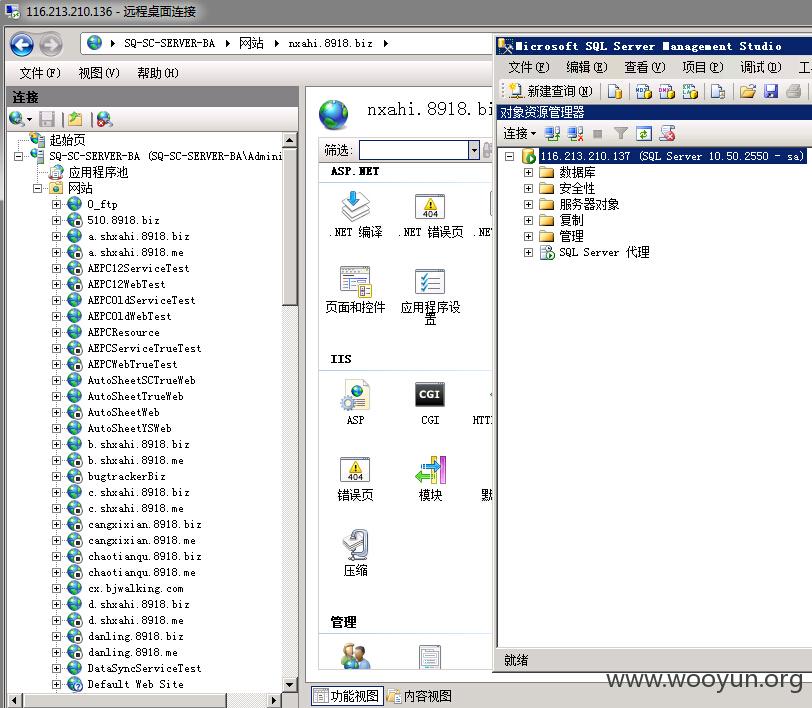 116.213.210.136 - 远程桌面连接
SQ-SC-SERVER-BA 网站 nxahi.8918.biz
文件(F) 视图(V) 帮助(H)
连接
起始页
SQ-SC-SERVER-BA (SQ-SC-SERVER-BA\Admini
应用程序池
网站
0_ftp
510.8918.biz
a.shxahi.8918.biz
a.shxahi.8918.me
AEPC12ServiceTest
AEPC12WebTest
AEPCOldServiceTest
AEPCOldWebTest
AEPCResource
AEPCServiceTrueTest
AEPCWebTrueTest
AutoSheetSCTrueWeb
AutoSheetTrueWeb
AutoSheetWeb
AutoSheetYSWeb
b.shxahi.8918.biz
b.shxahi.8918.me
bugtrackerBiz
c.shxahi.8918.biz
c.shxahi.8918.me
cangxixian.8918.biz
cangxixian.8918.me
chaotianqu.8918.biz
chaotianqu.8918.me
cx.bjwalking.com
d.shxahi.8918.biz
d.shxahi.8918.me
danling.8918.biz
danling.8918.me
DataSyncServiceTest
Default Web Site
nxahi.8918.bi
筛选:
ASP.NET
.NET 编译
404
.NET 错误页
.NE
页面和控件
应用程序设置
IIS
ASP
CGI
CGI
HTT
404
错误页
模块
默
压缩
管理
功能视图 内容视图
Microsoft SQL Server Management Studio
文件(F) 编辑(E) 查看(V) 项目(P) 调试(D) 工
新建查询(N)
对象资源管理器
连接
116.213.210.137 (SQL Server 10.50.2550 - sa)
数据库
安全性
服务器对象
复制
管理
SQL Server 代理
就绪
www.wooyun.org